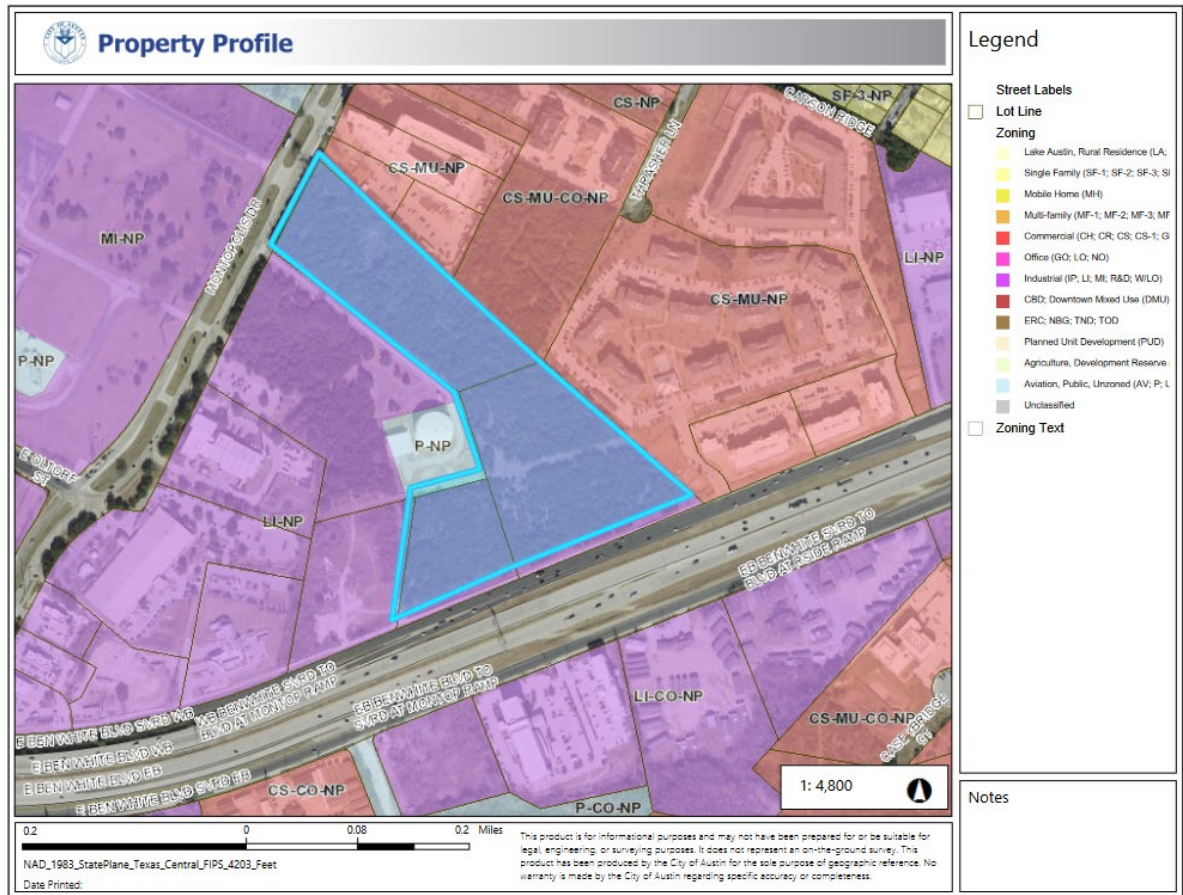 Property Profile
Legend
Street Labels
Lot Line
Zoning
Lake Austin, Rural Residence (LA;
Single Family (SF-1; SF-2; SF-3; SF
Mobile Home (MH)
Multi-family (MF-1; MF-2; MF-3; MF
Commercial (CH; CR; CS; CS-1; G
Office (GO; LO; NO)
Industrial (IP; LI; MI; R&D; W/LO)
CBD; Downtown Mixed Use (DMU)
ERC; NBG; TND; TOD
Planned Unit Development (PUD)
Agriculture, Development Reserve
Aviation, Public, Unzoned (AV; P; U
Unclassified
Zoning Text
CS-NP
CARSON RIDGE
SF-3-NP
CS-MU-NP
THRASHER LN
CS-MU-CO-NP
MONTOPOLIS DR
MI-NP
LI-NP
CS-MU-NP
P-NP
P-NP
E OLTORF
ST
LI-NP
EB BENWHITE SVRD TO
BLVD AT RSIDE RAMP
WB BENWHITE SVRD TO
BLVD AT MONTOP RAMP
EB BENWHITE BLVD TO
SVRD AT MONTOP RAMP
LI-CO-NP
CS-MU-CO-NP
CASE BRIDGE
CT
E BEN WHITE BLVD SVRD WB
E BEN WHITE BLVD WB
E BEN WHITE BLVD EB
E BEN WHITE BLVD SVRD EB
CS-CO-NP
P-CO-NP
1: 4,800
Notes
0.2
0
0.08
0.2 Miles
NAD_1983_StatePlane_Texas_Central_FIPS_4203_Feet
Date Printed:
This product is for informational purposes and may not have been prepared for or be suitable for
legal, engineering, or surveying purposes. It does not represent an on-the-ground survey. This
product has been produced by the City of Austin for the sole purpose of geographic reference. No
warranty is made by the City of Austin regarding specific accuracy or completeness.